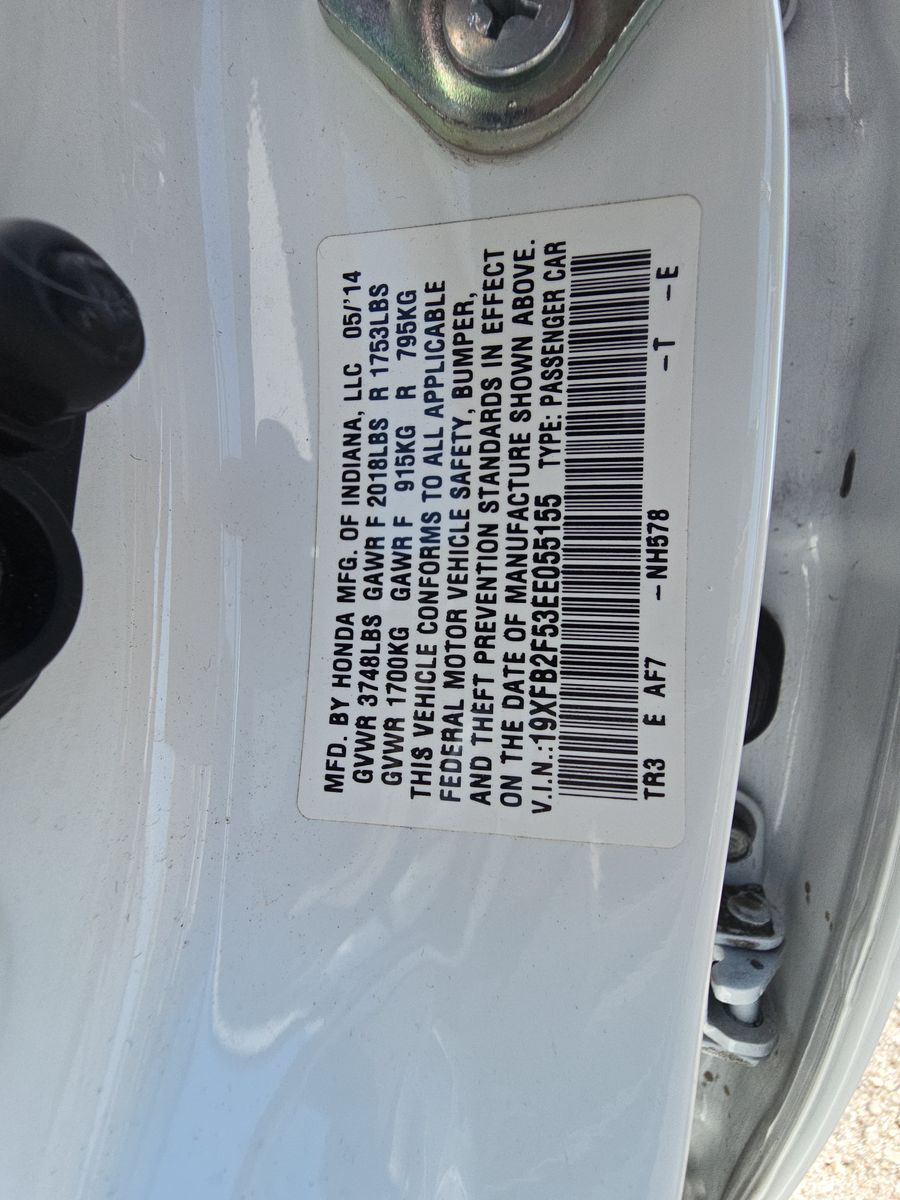 MFD. BY HONDA MFG. OF INDIANA, LLC 05/'14
GVWR 3748LBS GAWR F 2018LBS R 1753LBS
GVWR 1700KG GAWR F 915KG R 795KG
THIS VEHICLE CONFORMS TO ALL APPLICABLE
FEDERAL MOTOR VEHICLE SAFETY, BUMPER,
AND THEFT PREVENTION STANDARDS IN EFFECT
ON THE DATE OF MANUFACTURE SHOWN ABOVE.
V.I.N.:19XFB2F53EE055155 TYPE: PASSENGER CAR
TR3 E AF7 -NH578 -T -E